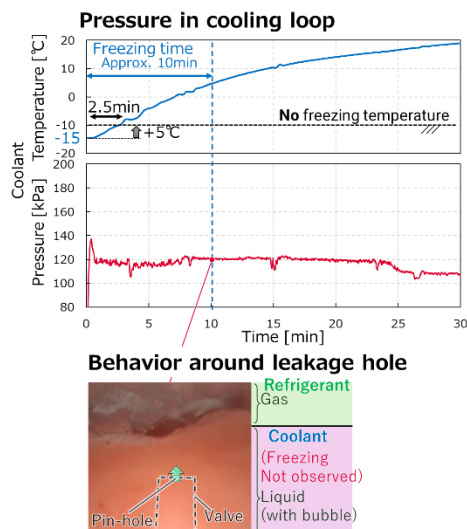 Pressure in cooling loop
Coolant
Temperature [℃]
20
10
0
-10
-15
-20
Freezing time
Approx. 10min
2.5min
+5℃
No freezing temperature
Pressure [kPa]
200
180
160
140
120
100
80
0
5
10
15
20
25
30
Time [min]
Behavior around leakage hole
Refrigerant
Gas
Coolant
(Freezing
Not observed)
Liquid
(with bubble)
Pin-hole
Valve